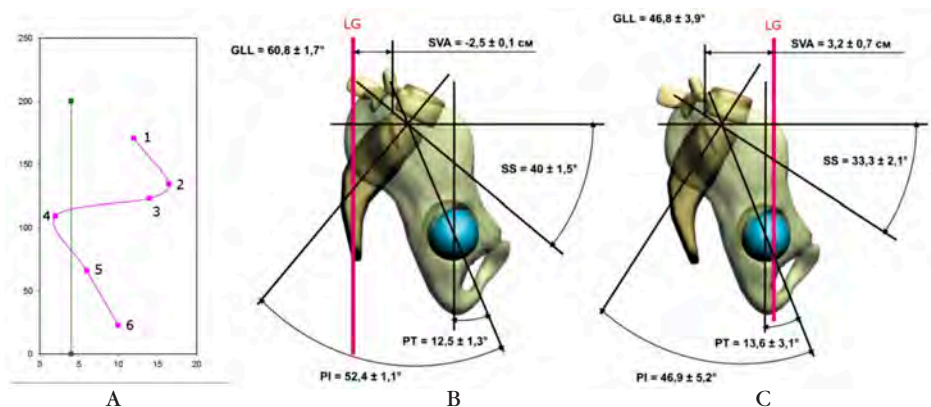 250
200
150
100
50
0
0 5 10 15 20
1
2
3
4
5
6
A
LG
GLL = 60,8 ± 1,7°
SVA = -2,5 ± 0,1 см
SS = 40 ± 1,5°
PT = 12,5 ± 1,3°
PI = 52,4 ± 1,1°
B
GLL = 46,8 ± 3,9°
LG
SVA = 3,2 ± 0,7 см
SS = 33,3 ± 2,1°
PT = 13,6 ± 3,1°
PI = 46,9 ± 5,2°
C